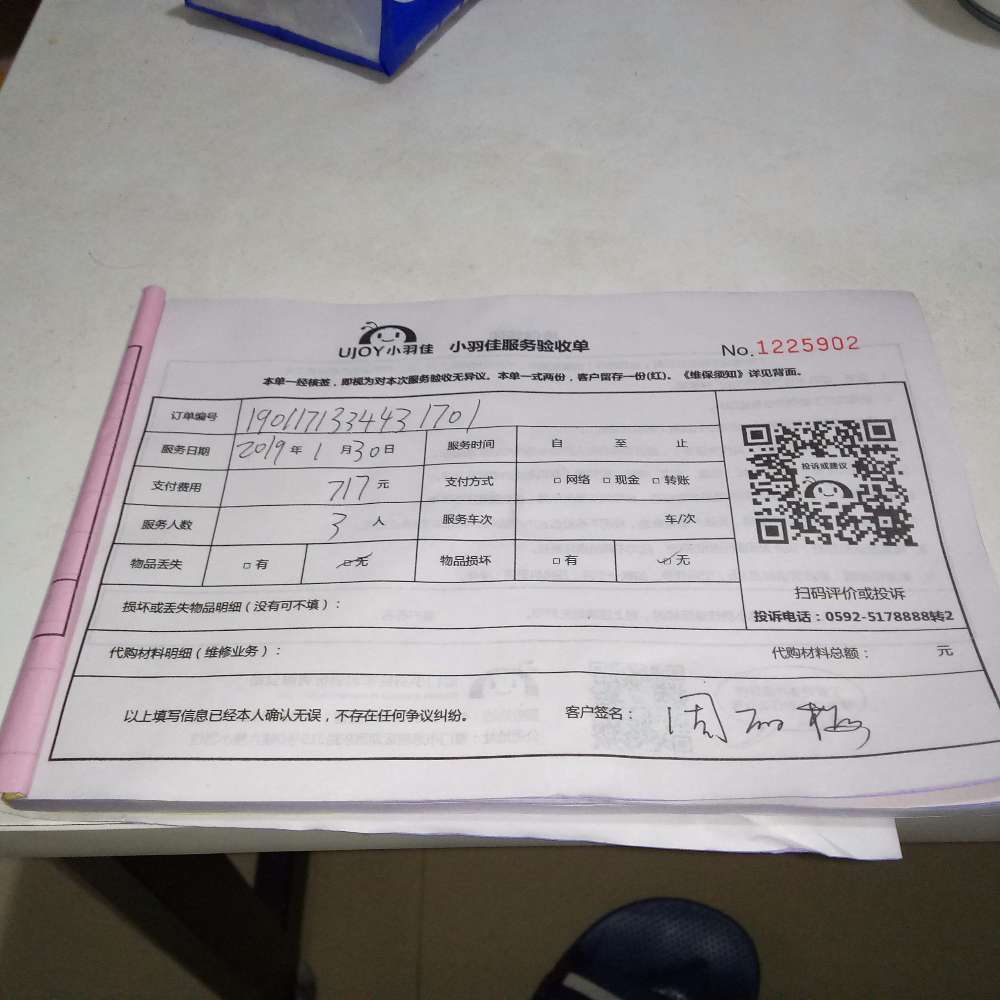 UJOY小羽佳 小羽佳服务验收单 No.1225902
本单一经核签，即视为对本次服务验收无异议。本单一式两份，客户留存一份(红)。《维保须知》详见背面。
订单编号 190117133443 1701
服务日期 2019年1月30日 服务时间 自 至 止
支付费用 717元 支付方式 □网络 □现金 □转账
服务人数 3人 服务车次 车/次
物品丢失 □有 ☑无 物品损坏 □有 ☑无
投诉或建议
扫码评价或投诉
投诉电话：0592-5178888转2
损坏或丢失物品明细（没有可不填）：
代购材料明细（维修业务）： 代购材料总额： 元
以上填写信息已经本人确认无误，不存在任何争议纠纷。 客户签名：周